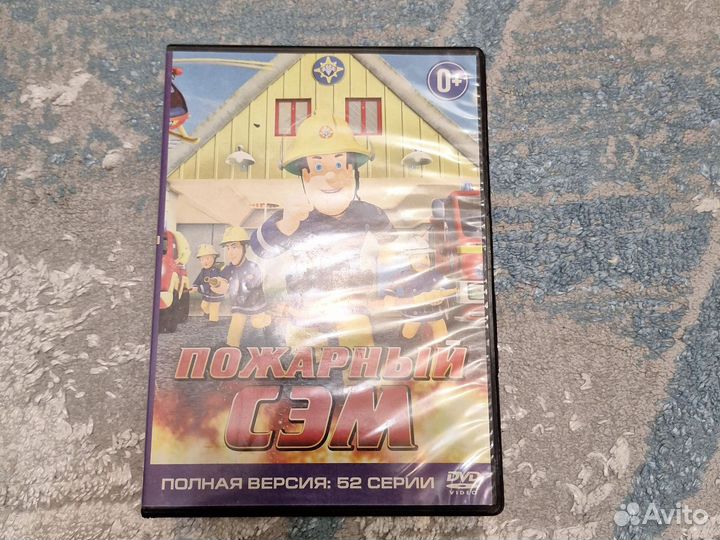 0+
ПОЖАРНЫЙ
СЭМ
ПОЛНАЯ ВЕРСИЯ: 52 СЕРИИ
DVD
VIDEO
Avito